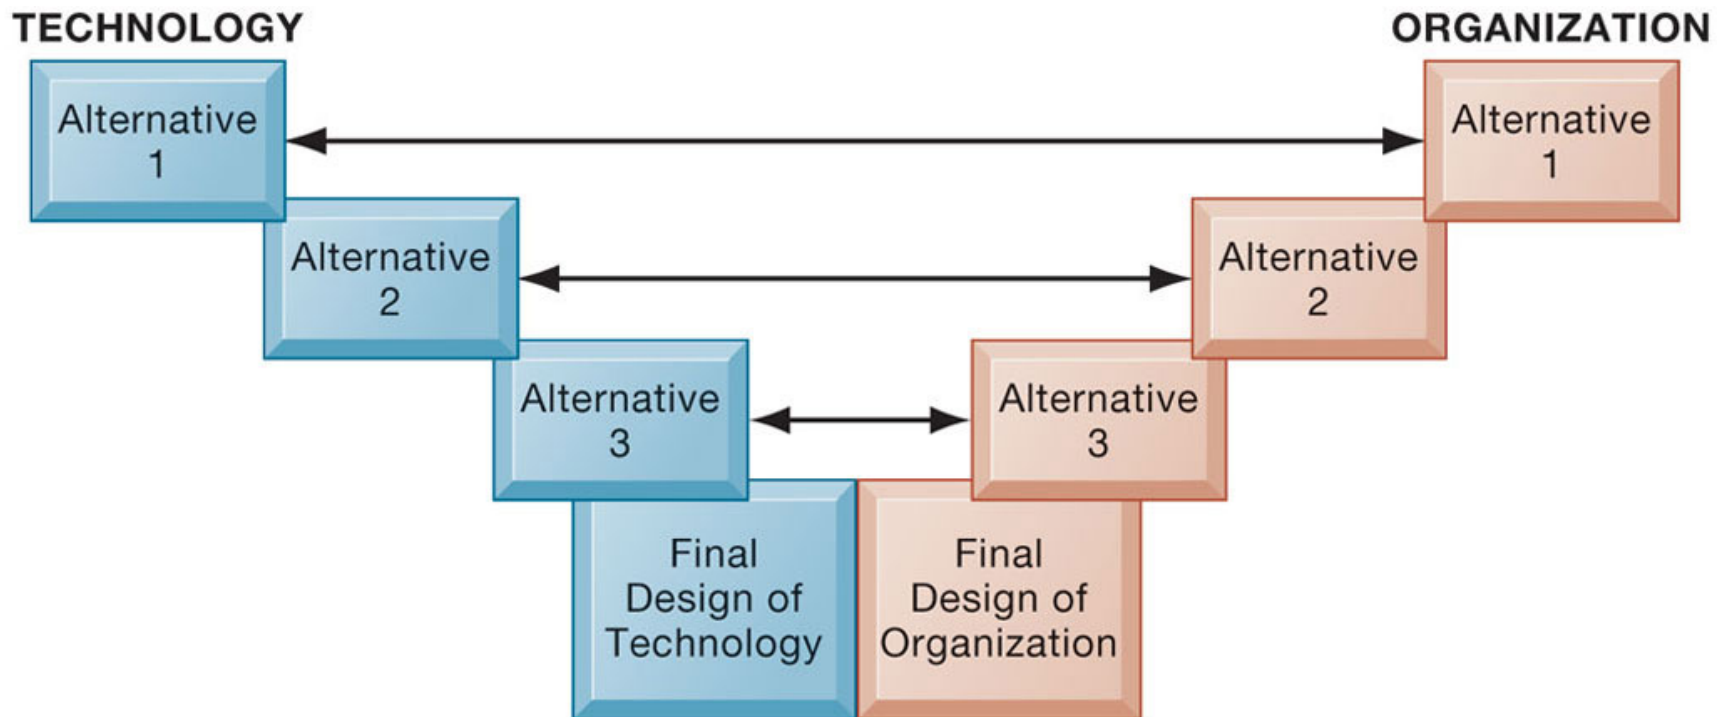 TECHNOLOGY
ORGANIZATION
Alternative
1
Alternative
1
Alternative
2
Alternative
2
Alternative
3
Alternative
3
Final
Design of
Technology
Final
Design of
Organization